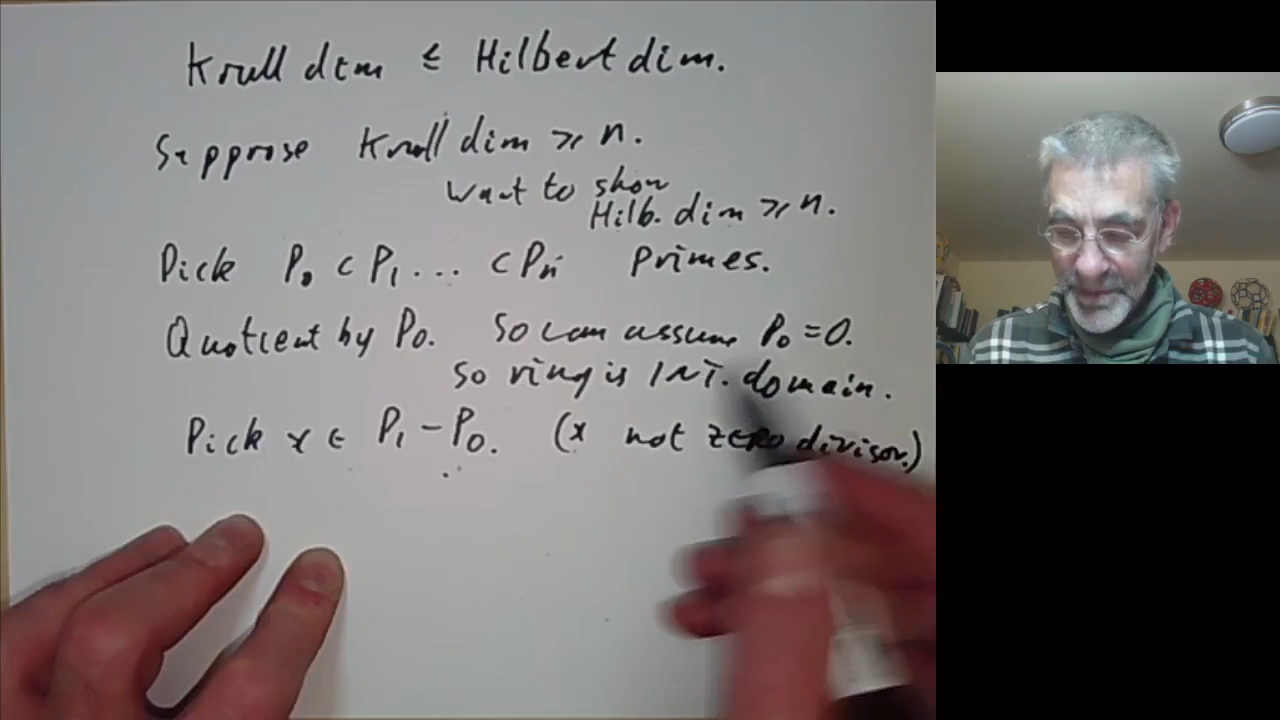 Krull dim ≤ Hilbert dim.
Suppose Krull dim ≥ n.
Want to show
Hilb. dim ≥ n.
Pick P₀ ⊂ P₁ ... ⊂ Pₙ primes.
Quotient by P₀. So can assume P₀ = 0.
So ring is INT. domain.
Pick x ∈ P₁ - P₀. (x not zero divisor.)